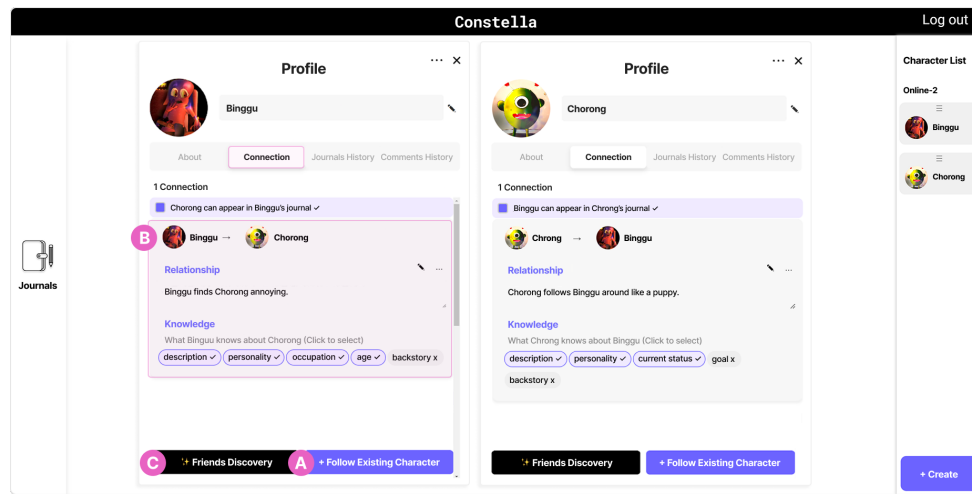 Constella
Log out
Journals
Profile
Binggu
About Connection Journals History Comments History
1 Connection
Chorong can appear in Binggu's journal ✓
B
Binggu → Chorong
Relationship
Binggu finds Chorong annoying.
Knowledge
What Binguu knows about Chorong (Click to select)
description ✓ personality ✓ occupation ✓ age ✓ backstory x
C ✨ Friends Discovery A + Follow Existing Character
Profile
Chorong
About Connection Journals History Comments History
1 Connection
Binggu can appear in Chrong's journal ✓
Chrong → Binggu
Relationship
Chorong follows Binggu around like a puppy.
Knowledge
What Chrong knows about Binggu (Click to select)
description ✓ personality ✓ current status ✓ goal x
backstory x
✨ Friends Discovery + Follow Existing Character
Character List
Online-2
Binggu
Chorong
+ Create